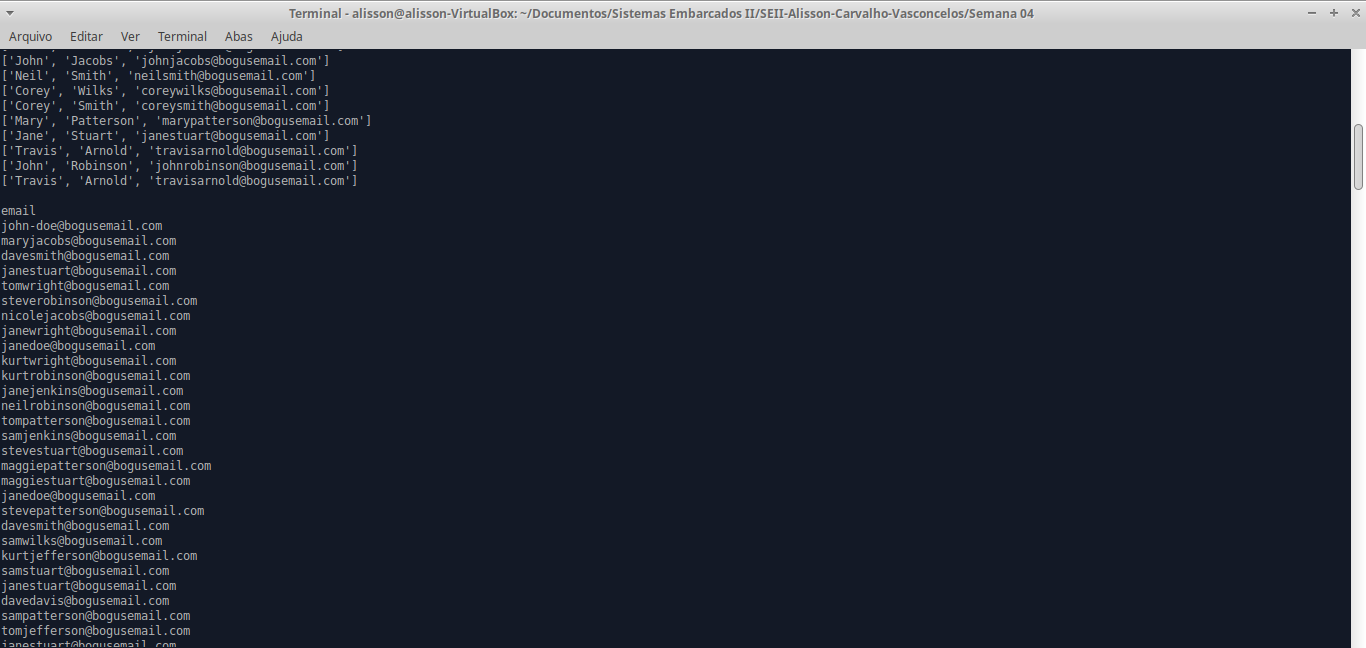 Terminal - alisson@alisson-VirtualBox: ~/Documentos/Sistemas Embarcados II/SEII-Alisson-Carvalho-Vasconcelos/Semana 04
Arquivo Editar Ver Terminal Abas Ajuda
['John', 'Jacobs', 'johnjacobs@bogusemail.com']
['Neil', 'Smith', 'neilsmith@bogusemail.com']
['Corey', 'Wilks', 'coreywilks@bogusemail.com']
['Corey', 'Smith', 'coreysmith@bogusemail.com']
['Mary', 'Patterson', 'marypatterson@bogusemail.com']
['Jane', 'Stuart', 'janestuart@bogusemail.com']
['Travis', 'Arnold', 'travisarnold@bogusemail.com']
['John', 'Robinson', 'johnrobinson@bogusemail.com']
['Travis', 'Arnold', 'travisarnold@bogusemail.com']
email
john-doe@bogusemail.com
maryjacobs@bogusemail.com
davesmith@bogusemail.com
janestuart@bogusemail.com
tomwright@bogusemail.com
steverobinson@bogusemail.com
nicolejacobs@bogusemail.com
janewright@bogusemail.com
janedoe@bogusemail.com
kurtwright@bogusemail.com
kurtrobinson@bogusemail.com
janejenkins@bogusemail.com
neilrobinson@bogusemail.com
tompatterson@bogusemail.com
samjenkins@bogusemail.com
stevestuart@bogusemail.com
maggiepatterson@bogusemail.com
maggiestuart@bogusemail.com
janedoe@bogusemail.com
stevepatterson@bogusemail.com
davesmith@bogusemail.com
samwilks@bogusemail.com
kurtjefferson@bogusemail.com
samstuart@bogusemail.com
janestuart@bogusemail.com
davedavis@bogusemail.com
sampatterson@bogusemail.com
tomjefferson@bogusemail.com
janestuart@bogusemail.com